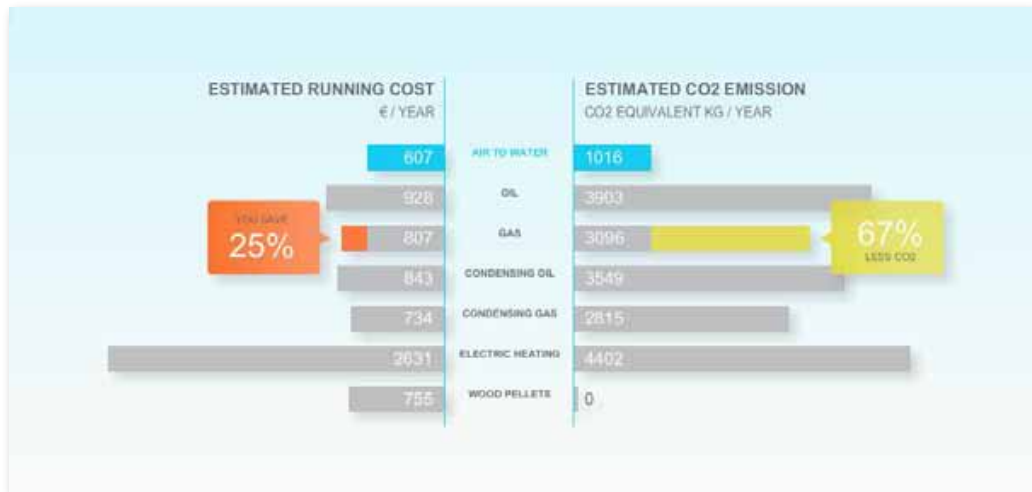 ESTIMATED RUNNING COST
€ / YEAR
ESTIMATED CO2 EMISSION
CO2 EQUIVALENT KG / YEAR
607 AIR TO WATER 1016
928 OIL 3903
YOU SAVE
25%
807 GAS 3096
67%
LESS CO2
843 CONDENSING OIL 3549
734 CONDENSING GAS 2815
2631 ELECTRIC HEATING 4402
755 WOOD PELLETS 0